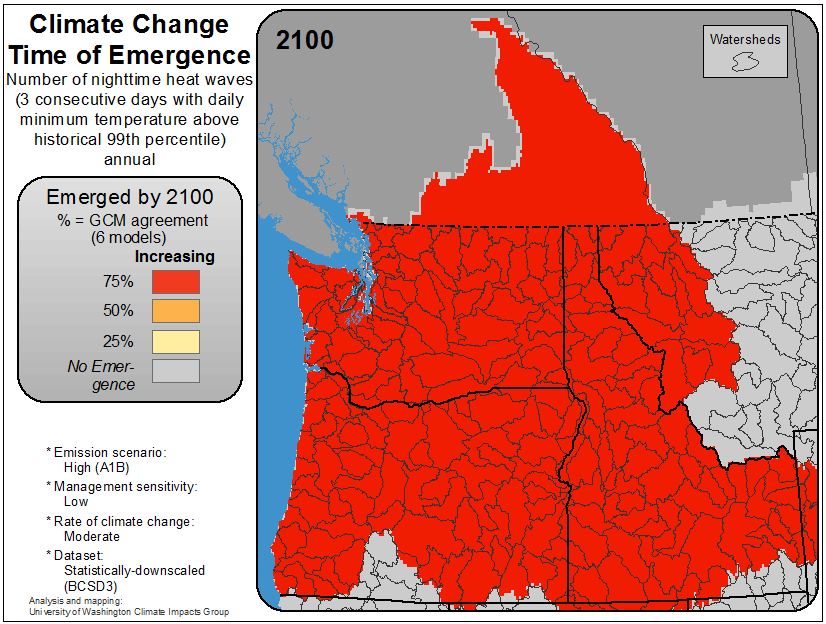 Climate Change
Time of Emergence
Number of nighttime heat waves
(3 consecutive days with daily
minimum temperature above
historical 99th percentile)
annual
Emerged by 2100
% = GCM agreement
(6 models)
Increasing
75%
50%
25%
No Emer-
gence
* Emission scenario:
High (A1B)
* Management sensitivity:
Low
* Rate of climate change:
Moderate
* Dataset:
Statistically-downscaled
(BCSD3)
Analysis and mapping:
University of Washington Climate Impacts Group
2100
Watersheds